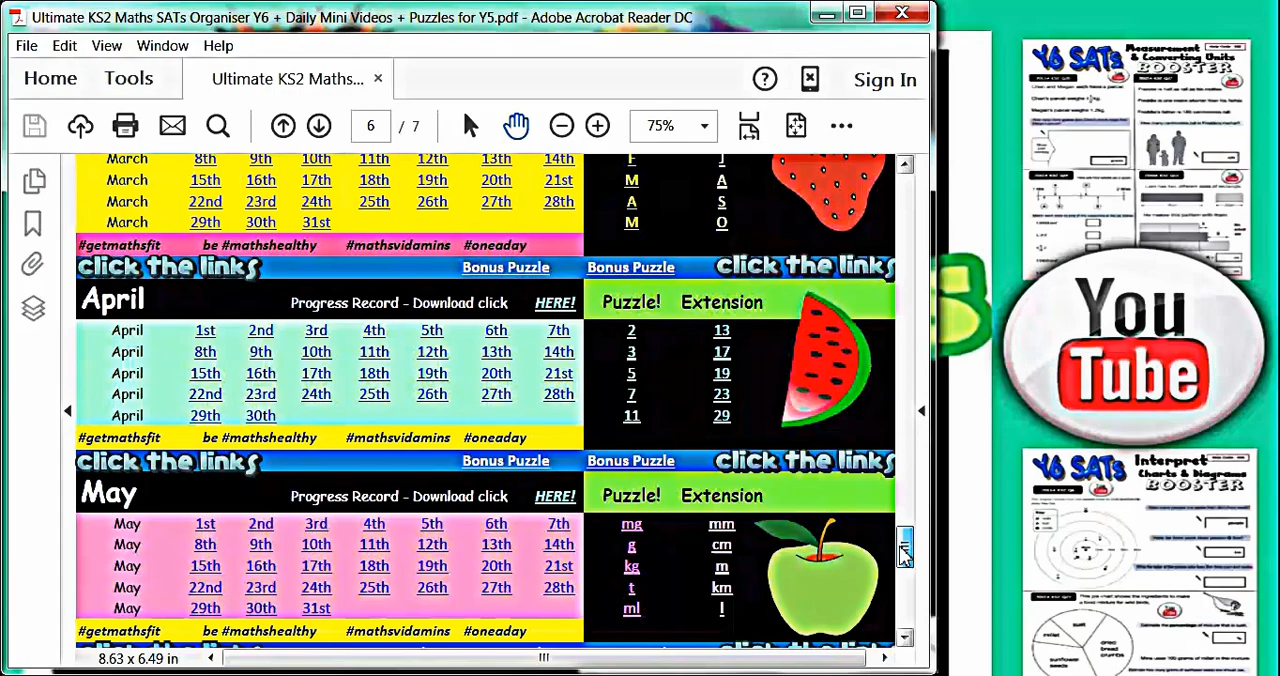 Ultimate KS2 Maths SATs Organiser Y6 + Daily Mini Videos + Puzzles for Y5.pdf - Adobe Acrobat Reader DC
File Edit View Window Help
Home Tools Ultimate KS2 Maths... × Sign In
6 / 7 75%
March 8th 9th 10th 11th 12th 13th 14th F J
March 15th 16th 17th 18th 19th 20th 21st M A
March 22nd 23rd 24th 25th 26th 27th 28th A S
March 29th 30th 31st M O
#getmathsfit be #mathshealthy #mathsvidamins #oneaday
click the links Bonus Puzzle Bonus Puzzle click the links
April Progress Record - Download click HERE! Puzzle! Extension
April 1st 2nd 3rd 4th 5th 6th 7th 2 13
April 8th 9th 10th 11th 12th 13th 14th 3 17
April 15th 16th 17th 18th 19th 20th 21st 5 19
April 22nd 23rd 24th 25th 26th 27th 28th 7 23
April 29th 30th 11 29
#getmathsfit be #mathshealthy #mathsvidamins #oneaday
click the links Bonus Puzzle Bonus Puzzle click the links
May Progress Record - Download click HERE! Puzzle! Extension
May 1st 2nd 3rd 4th 5th 6th 7th mg mm
May 8th 9th 10th 11th 12th 13th 14th g cm
May 15th 16th 17th 18th 19th 20th 21st kg m
May 22nd 23rd 24th 25th 26th 27th 28th t km
May 29th 30th 31st ml l
#getmathsfit be #mathshealthy #mathsvidamins #oneaday
click the links click the links
8.63 x 6.49 in
Y6 SATs Measurement
& Converting Units
BOOSTER
You
Tube
Y6 SATs Interpret
Charts & Diagrams
BOOSTER